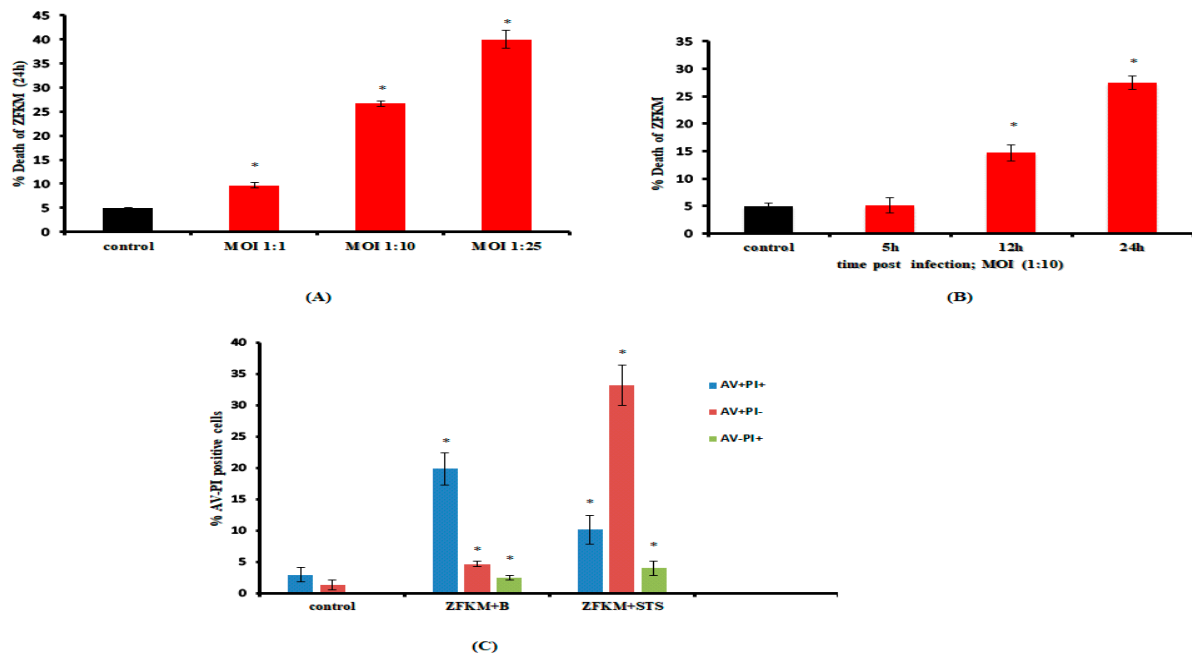 % Death of ZFKM (24h)
45
40
35
30
25
20
15
10
5
0
*
*
*
control
MOI 1:1
MOI 1:10
MOI 1:25
(A)
% Death of ZFKM
35
30
25
20
15
10
5
0
*
*
control
5h
12h
24h
time post infection; MOI (1:10)
(B)
% AV-PI positive cells
40
35
30
25
20
15
10
5
0
*
*
*
*
*
*
control
ZFKM+B
ZFKM+STS
AV+PI+
AV+PI-
AV-PI+
(C)